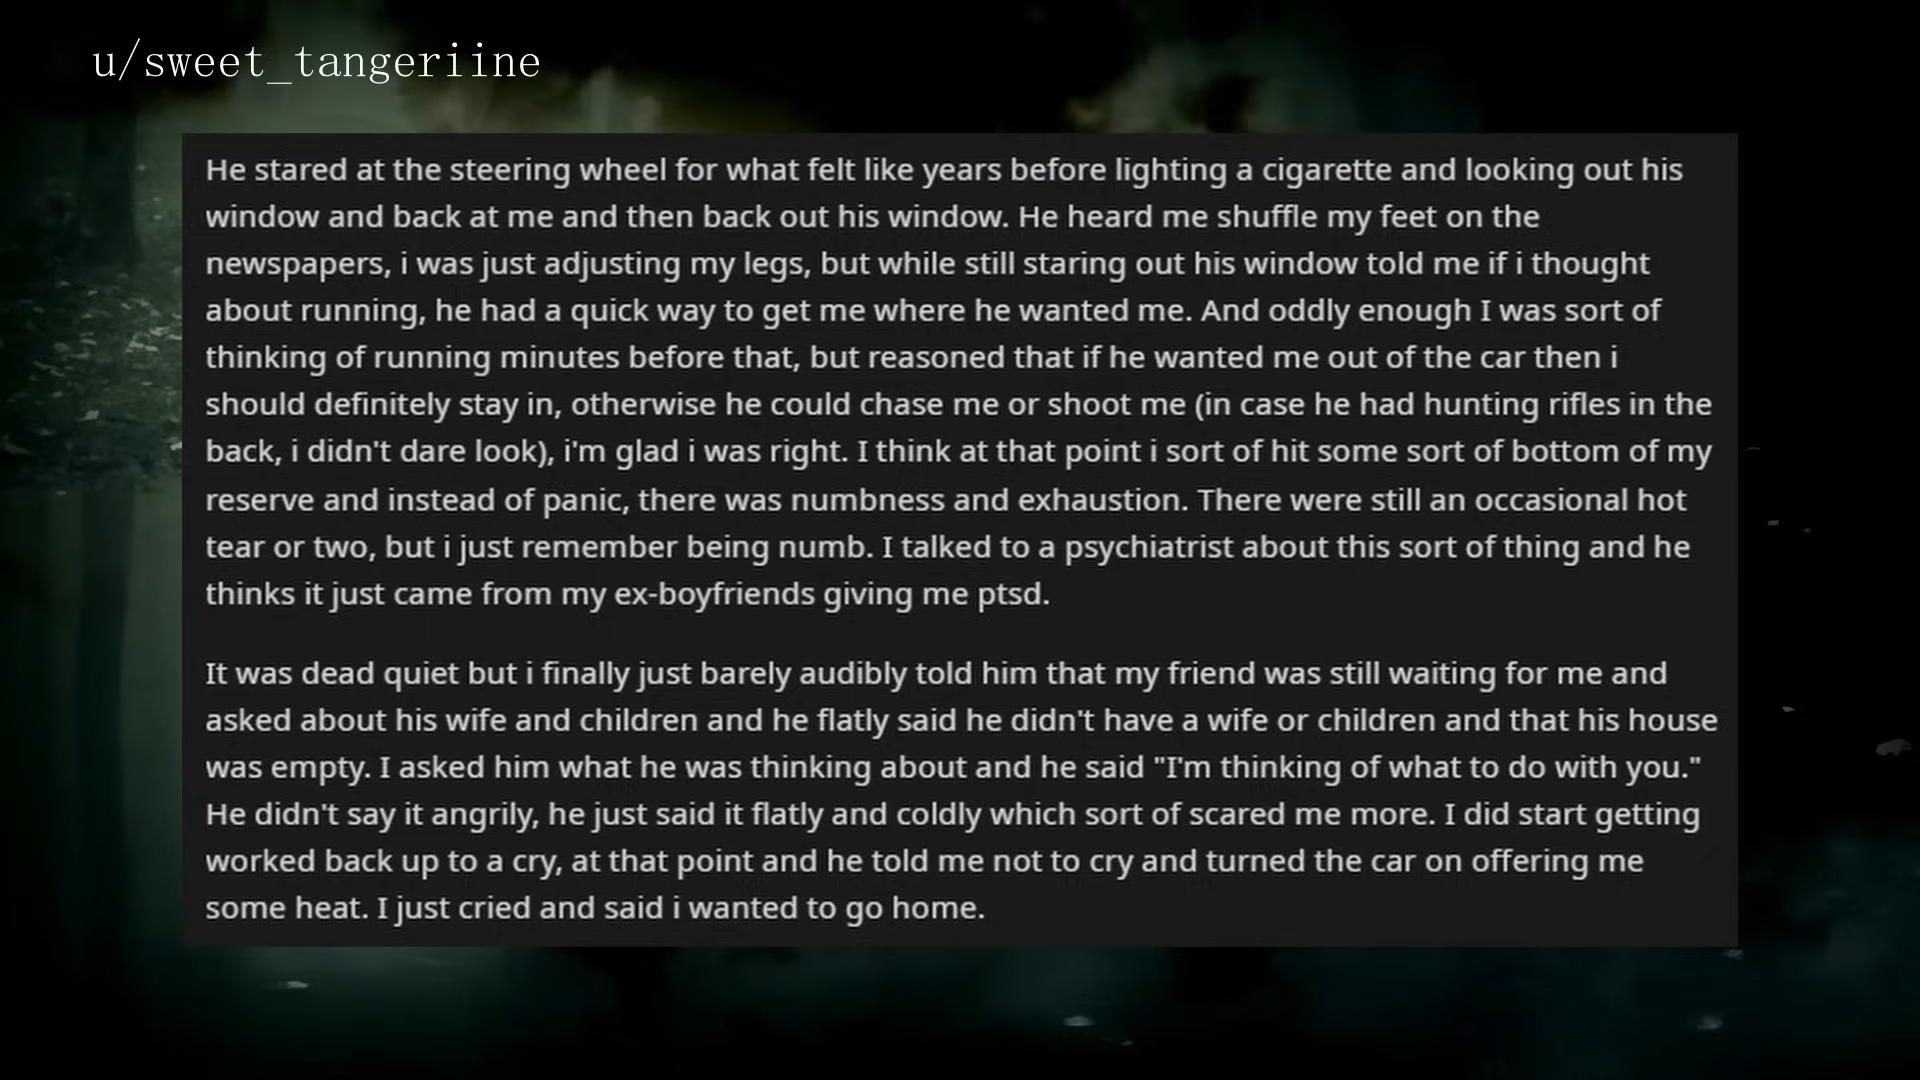 u/sweet_tangeriine
He stared at the steering wheel for what felt like years before lighting a cigarette and looking out his
window and back at me and then back out his window. He heard me shuffle my feet on the
newspapers, i was just adjusting my legs, but while still staring out his window told me if i thought
about running, he had a quick way to get me where he wanted me. And oddly enough I was sort of
thinking of running minutes before that, but reasoned that if he wanted me out of the car then i
should definitely stay in, otherwise he could chase me or shoot me (in case he had hunting rifles in the
back, i didn't dare look), i'm glad i was right. I think at that point i sort of hit some sort of bottom of my
reserve and instead of panic, there was numbness and exhaustion. There were still an occasional hot
tear or two, but i just remember being numb. I talked to a psychiatrist about this sort of thing and he
thinks it just came from my ex-boyfriends giving me ptsd.
It was dead quiet but i finally just barely audibly told him that my friend was still waiting for me and
asked about his wife and children and he flatly said he didn't have a wife or children and that his house
was empty. I asked him what he was thinking about and he said "I'm thinking of what to do with you."
He didn't say it angrily, he just said it flatly and coldly which sort of scared me more. I did start getting
worked back up to a cry, at that point and he told me not to cry and turned the car on offering me
some heat. I just cried and said i wanted to go home.